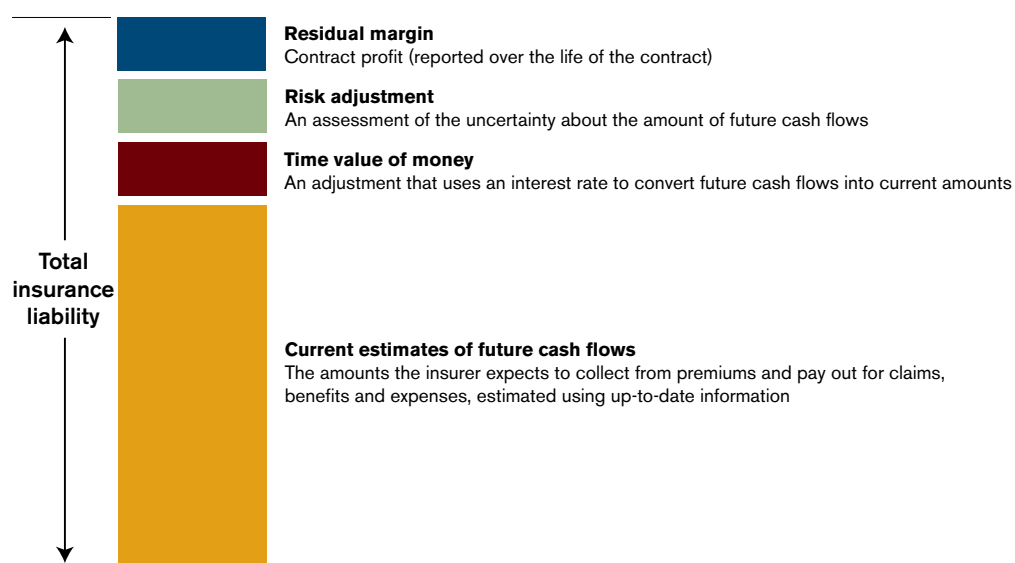 Residual margin
Contract profit (reported over the life of the contract)
Risk adjustment
An assessment of the uncertainty about the amount of future cash flows
Time value of money
An adjustment that uses an interest rate to convert future cash flows into current amounts
Total
insurance
liability
Current estimates of future cash flows
The amounts the insurer expects to collect from premiums and pay out for claims,
benefits and expenses, estimated using up-to-date information